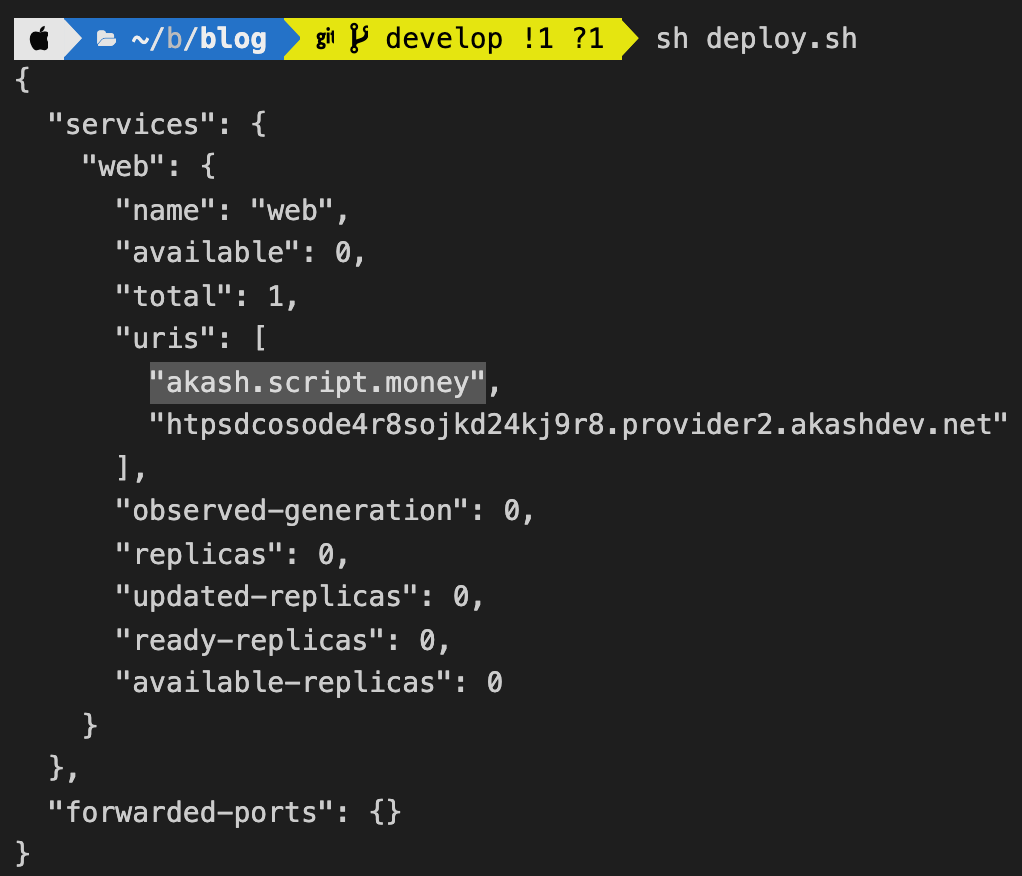 ~/b/blog git develop !1 ?1 sh deploy.sh
{
  "services": {
    "web": {
      "name": "web",
      "available": 0,
      "total": 1,
      "uris": [
        "akash.script.money",
        "htpsdcosode4r8sojkd24kj9r8.provider2.akashdev.net"
      ],
      "observed-generation": 0,
      "replicas": 0,
      "updated-replicas": 0,
      "ready-replicas": 0,
      "available-replicas": 0
    }
  },
  "forwarded-ports": {}
}